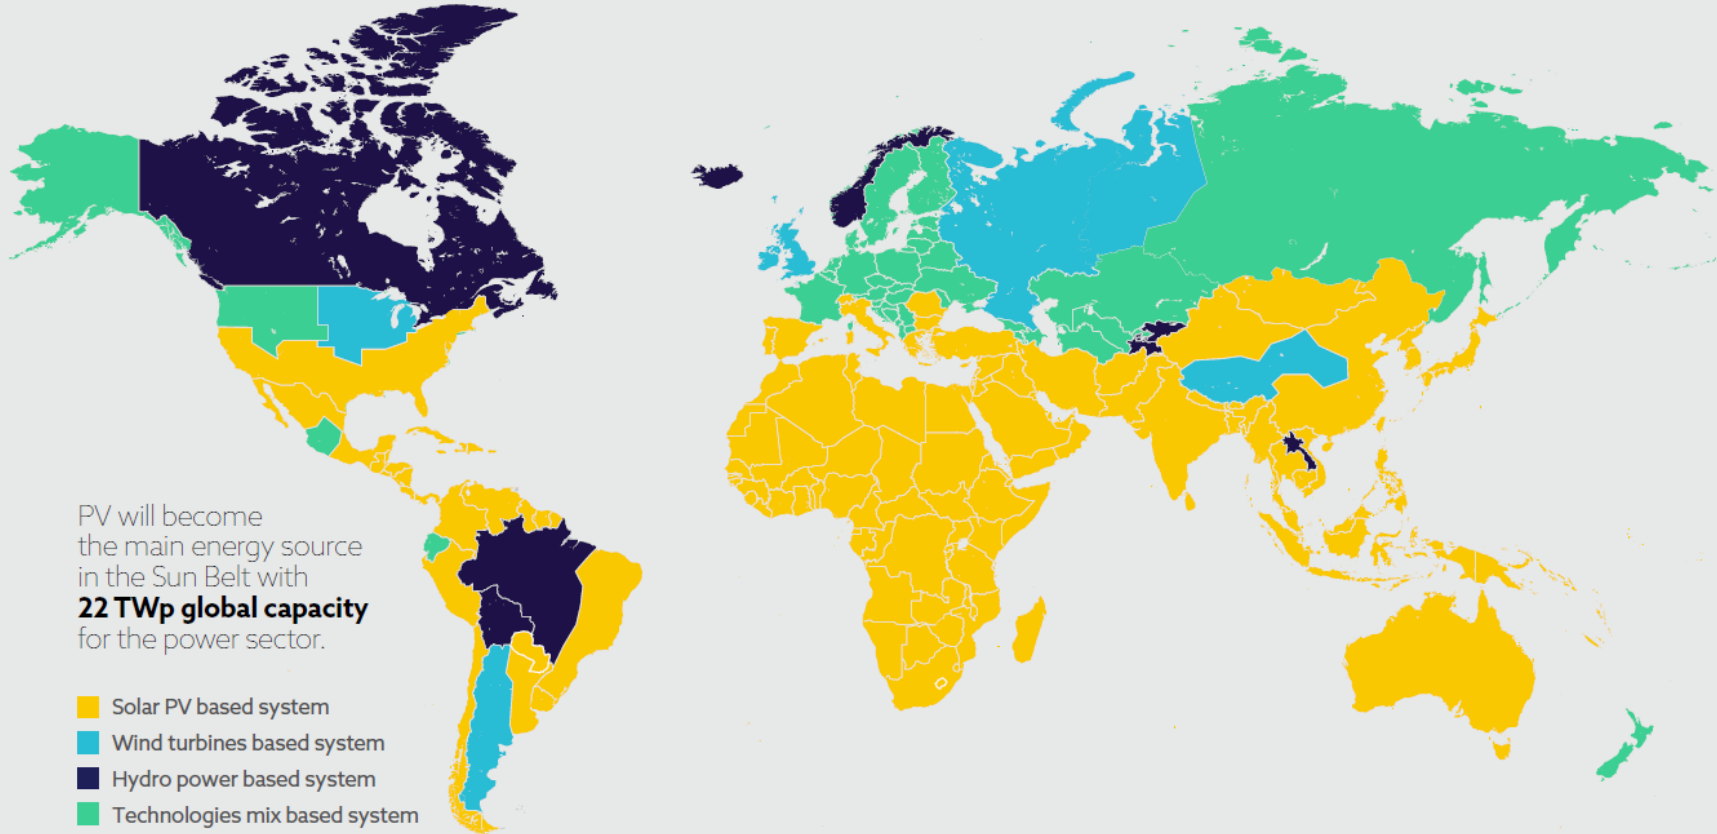 PV will become
the main energy source
in the Sun Belt with
22 TWp global capacity
for the power sector.
Solar PV based system
Wind turbines based system
Hydro power based system
Technologies mix based system